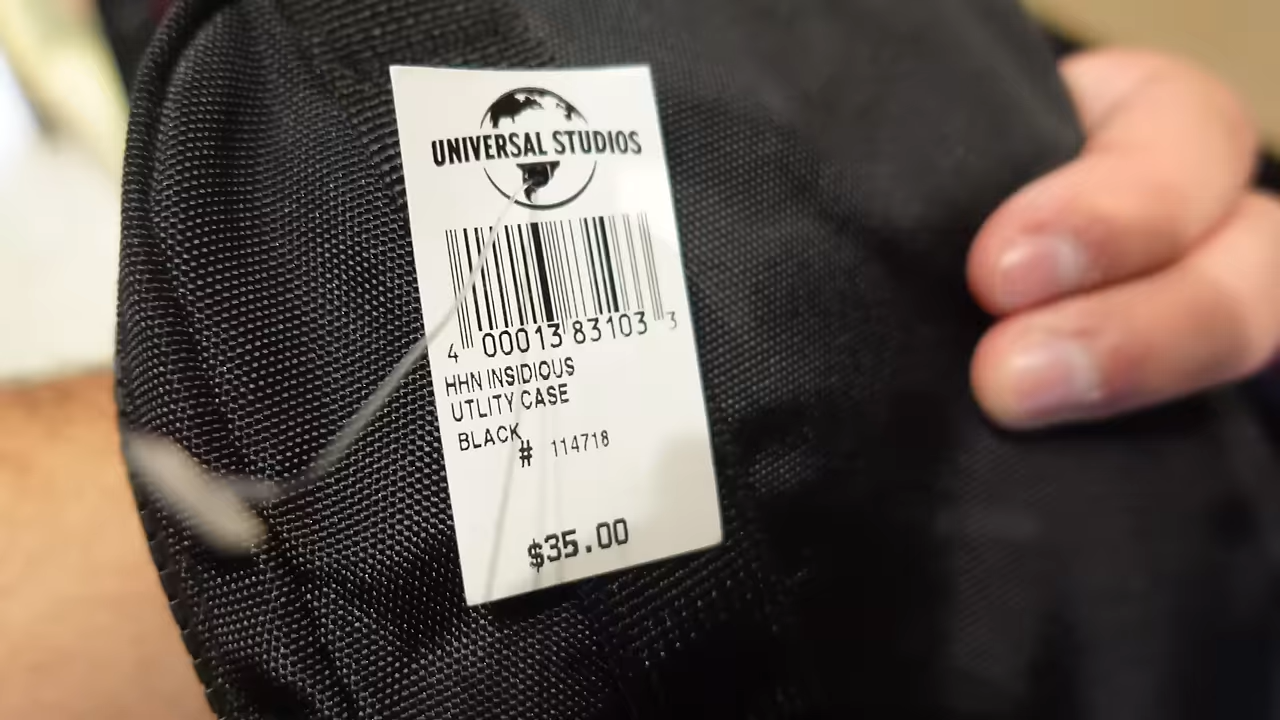 UNIVERSAL STUDIOS
4 00013 83103 3
HHN INSIDIOUS
UTLITY CASE
BLACK
# 114718
$35.00